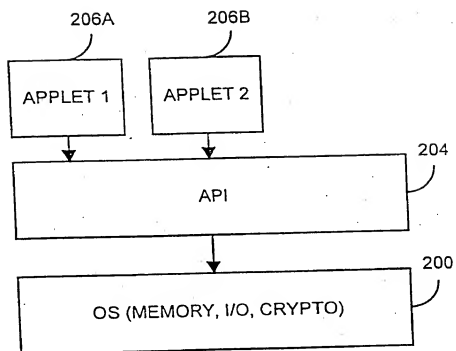 206A
206B
APPLET 1
APPLET 2
204
API
200
OS (MEMORY, I/O, CRYPTO)